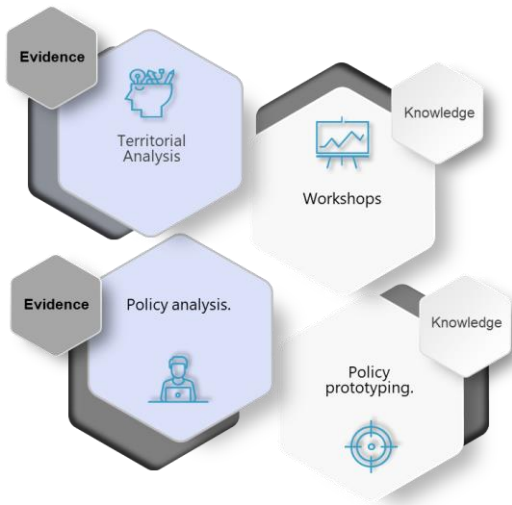 Evidence
Territorial
Analysis
Knowledge
Workshops
Evidence
Policy analysis.
Knowledge
Policy
prototyping.